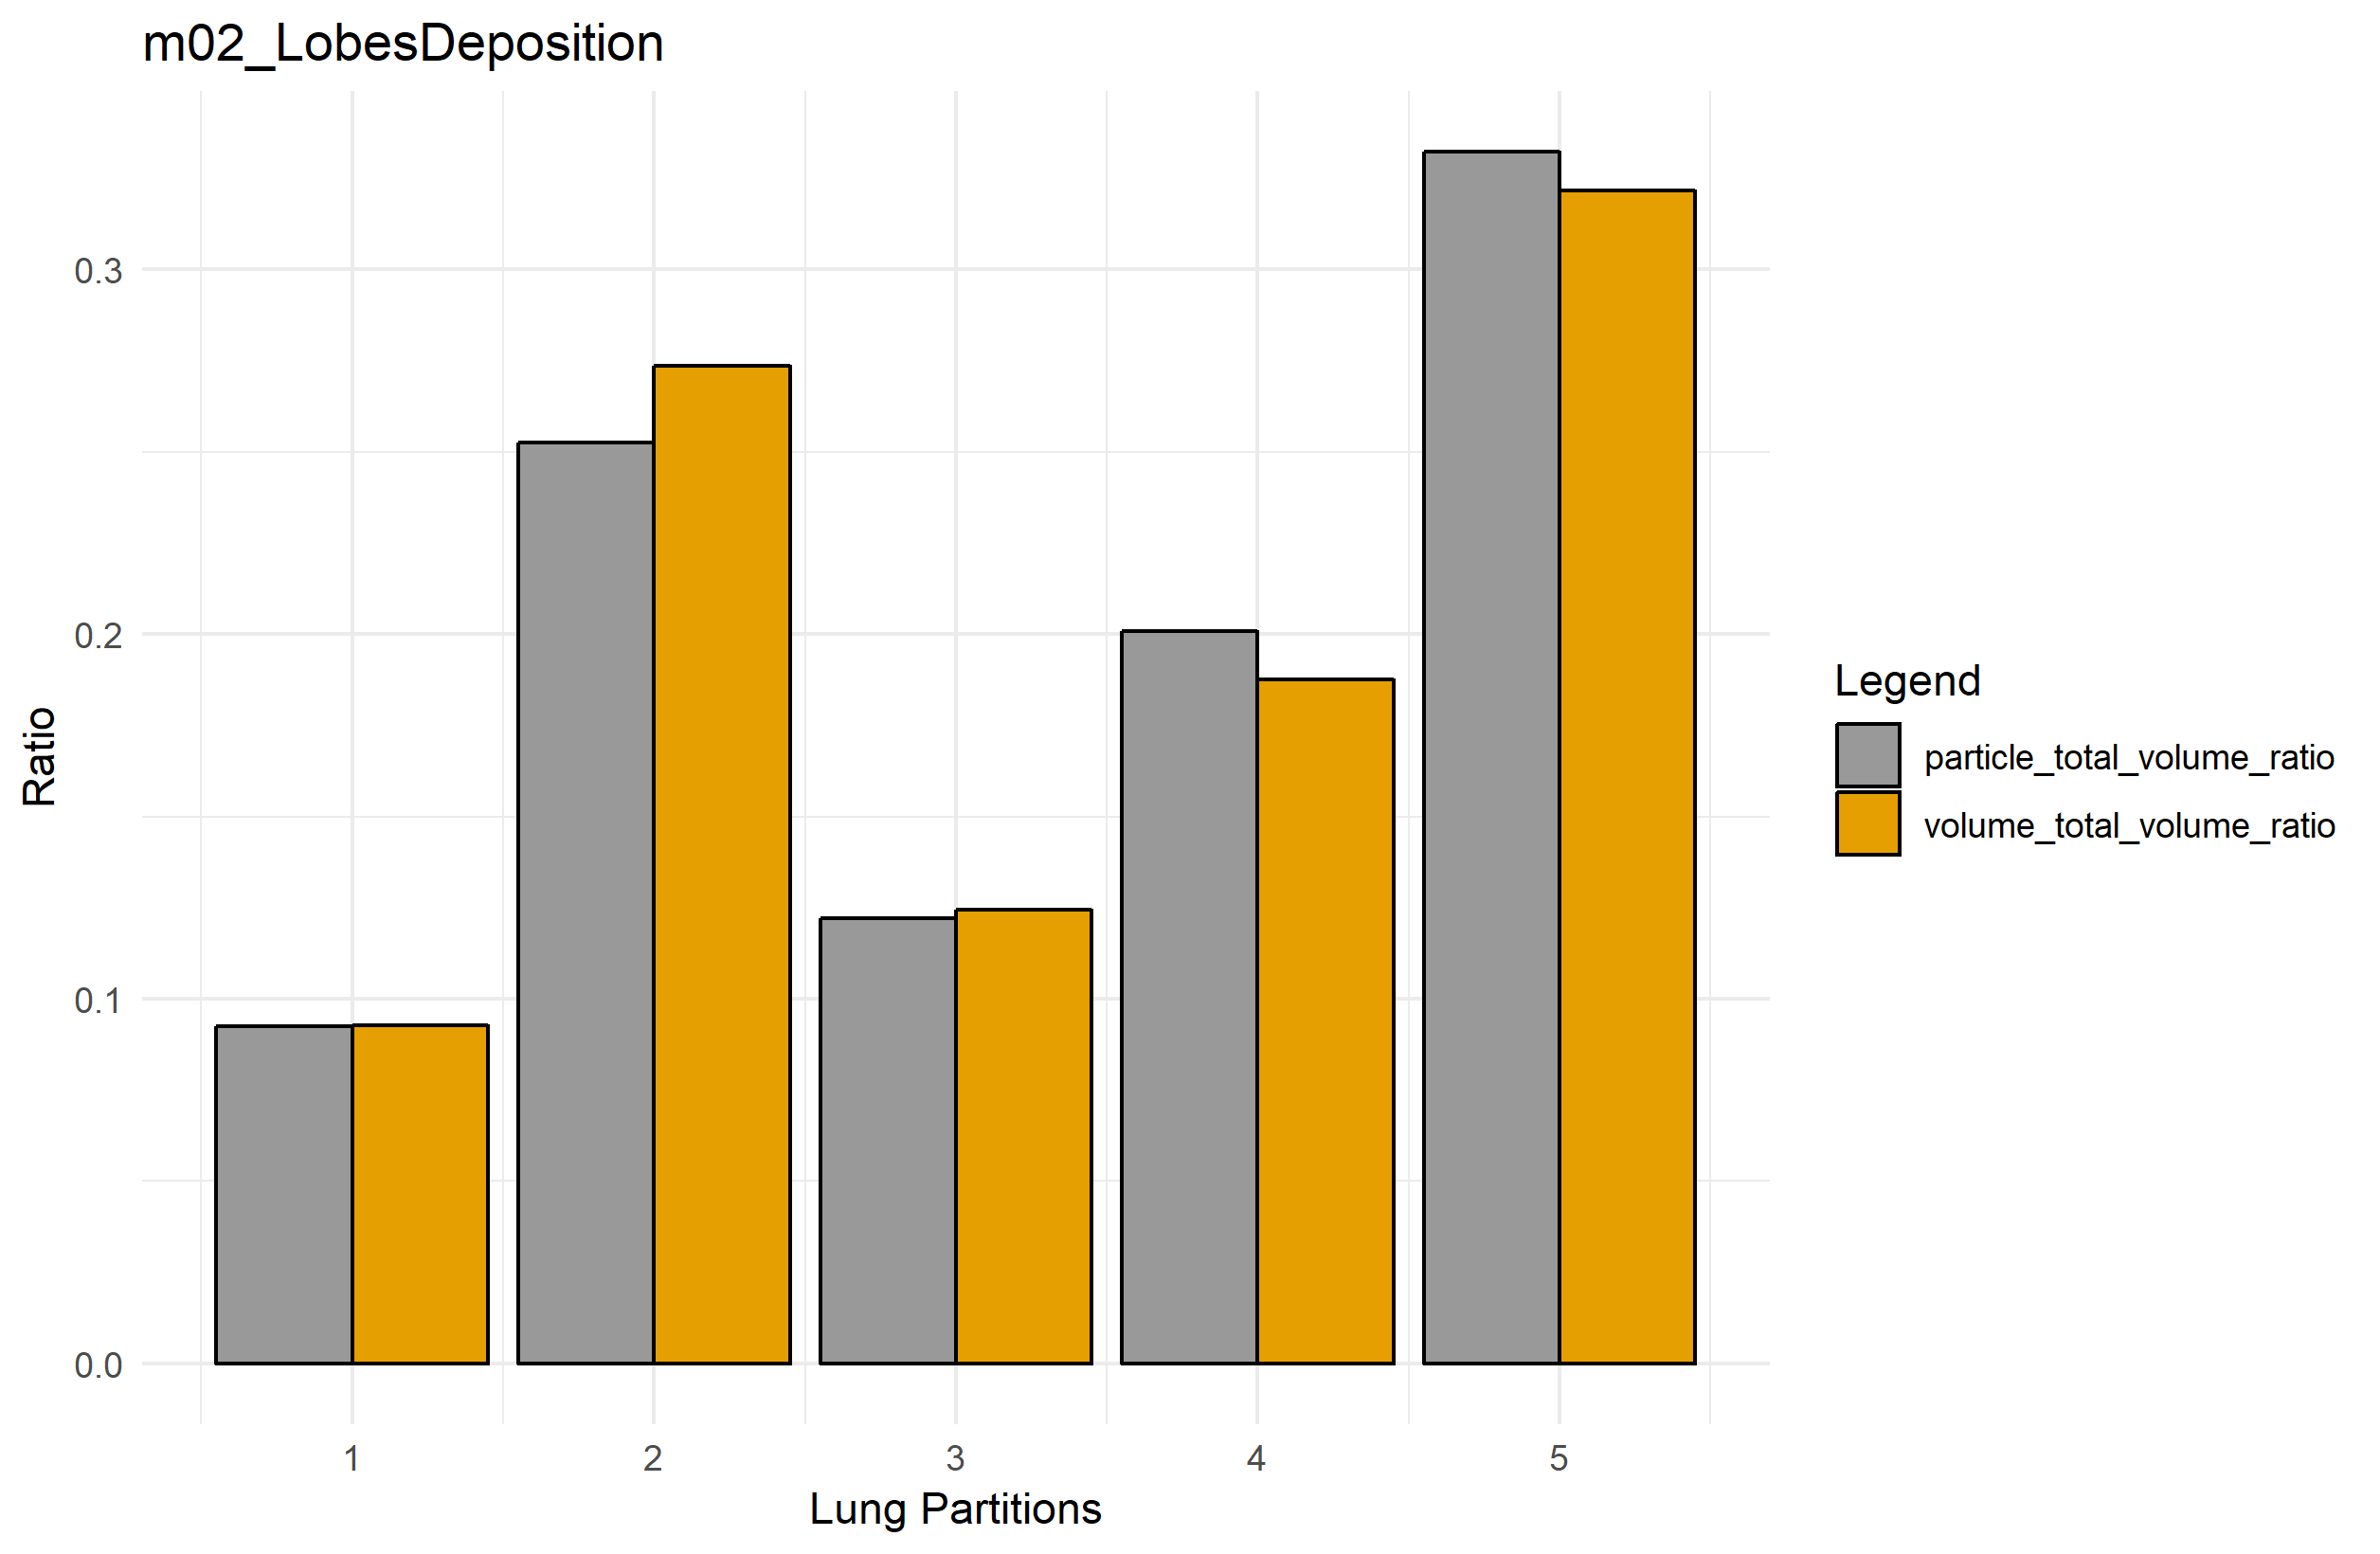 m02_LobesDeposition
Ratio
0.3
0.2
0.1
0.0
1 2 3 4 5
Lung Partitions
Legend
particle_total_volume_ratio
volume_total_volume_ratio